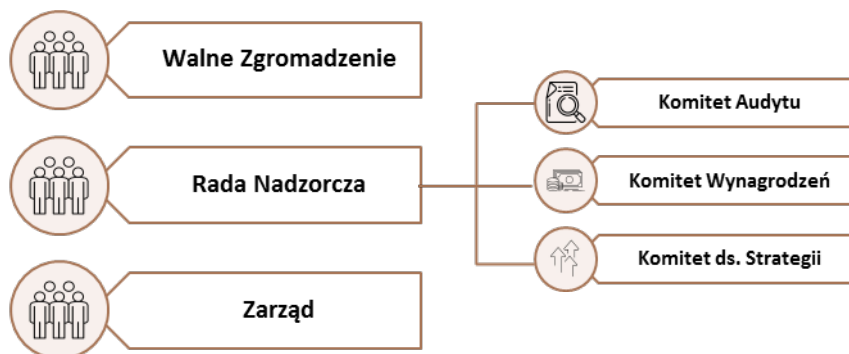 Walne Zgromadzenie
Rada Nadzorcza
Zarząd
Komitet Audytu
Komitet Wynagrodzeń
Komitet ds. Strategii